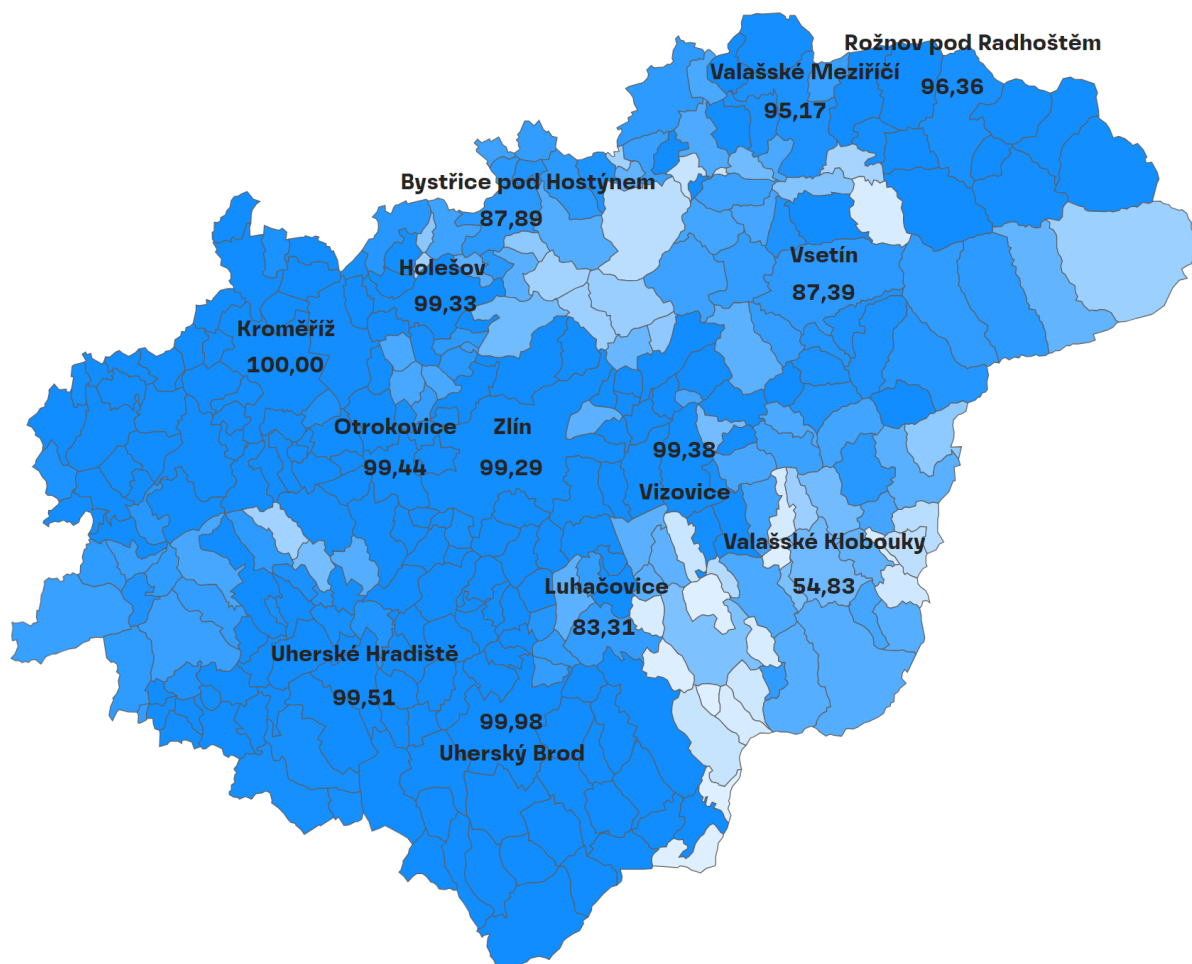 Rožnov pod Radhoštěm
96,36
Valašské Meziříčí
95,17
Bystřice pod Hostýnem
87,89
Vsetín
87,39
Holešov
99,33
Kroměříž
100,00
Otrokovice
99,44
Zlín
99,29
99,38
Vizovice
Valašské Klobouky
54,83
Luhačovice
83,31
Uherské Hradiště
99,51
99,98
Uherský Brod